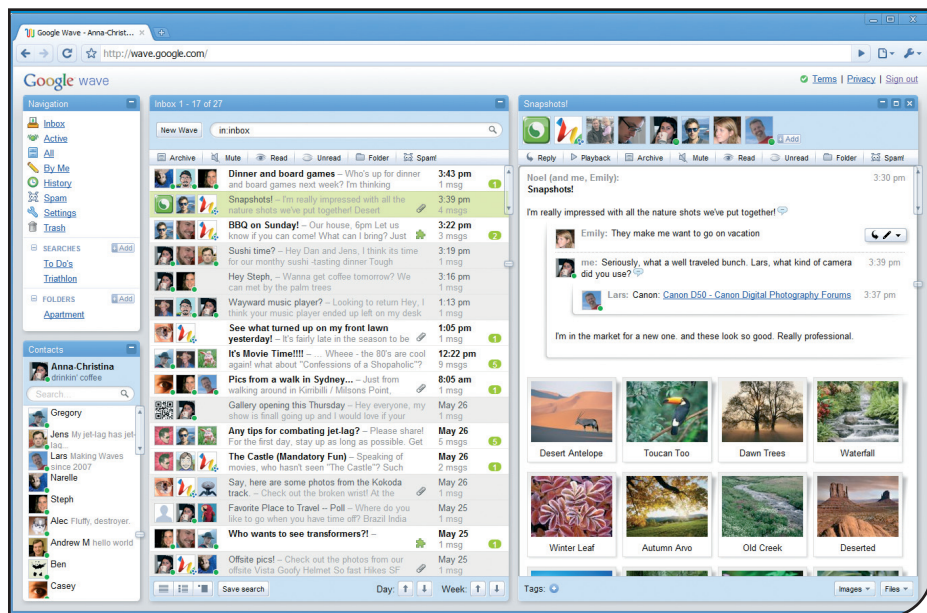 Google Wave - Anna-Christ...
http://wave.google.com/
Google wave
Terms | Privacy | Sign out
Navigation
Inbox
Active
All
By Me
History
Spam
Settings
Trash
SEARCHES
Add
To Do's
Triathlon
FOLDERS
Add
Apartment
Contacts
Anna-Christina
drinkin' coffee
Search...
Gregory
Jens My jet-lag has jet-
lag...
Lars Making Waves
since 2007
Narelle
Steph
Alec Fluffy, destroyer.
Andrew M hello world
Ben
Casey
Inbox 1 - 17 of 27
New Wave
in:inbox
Archive Mute Read Unread Folder Spam!
Dinner and board games – Who's up for dinner 3:43 pm
and board games next week? I'm thinking 1 msg 1
Snapshots! – I'm really impressed with all the 3:39 pm
nature shots we've put together! Desert 4 msgs
BBQ on Sunday! – Our house, 6pm Let us 3:22 pm
know if you can come! What can I bring? Just 3 msgs 2
Sushi time? – Hey Dan and Jens, I think its time 3:19 pm
for our monthy sushi -tasting dinner Tough 1 msg
Hey Steph, – Wanna get coffee tomorrow? We 3:16 pm
can met by the palm trees 1 msg
Wayward music player? – Looking to return Hey, I 1:13 pm
think your music player ended up left on my desk 1 msg
See what turned up on my front lawn 1:05 pm
yesterday! – It's fairly late in the season to be 1 msg 1
It's Movie Time!!!! – ... Wheee - the 80's are cool 12:22 pm
again! what about "Confessions of a Shopaholic"? 9 msgs 5
Pics from a walk in Sydney... – Just from 8:05 am
walking around in Kirribilli / Milsons Point, 1 msg 1
Gallery opening this Thursday – Hey everyone, my May 26
show is finall going up and I would love if your 1 msg
Any tips for combating jet-lag? – Please share! May 26
For the first day, stay up as long as possible. Get 5 msgs 5
The Castle (Mandatory Fun) – Speaking of May 26
movies, who hasn't seen "The Castle"? Such 2 msgs 1
Say, here are some photos from the Kokoda May 26
track. – Check out the broken wrist! At the 1 msg
Favorite Place to Travel – Poll – Where do you May 25
like to go when you have time off? Brazil India 1 msg
Who wants to see transformers?! – May 25
1 msg 1
Offsite pics! – Check out the photos from our May 25
offsite Vista Goofy Helmet So fast Hikes SF 1 msg
Save search
Day: Week:
Snapshots!
Add
Reply Playback Archive Mute Read Unread Folder Spam!
Noel (and me, Emily): 3:30 pm
Snapshots!
I'm really impressed with all the nature shots we've put together!
Emily: They make me want to go on vacation
me: Seriously, what a well traveled bunch. Lars, what kind of camera 3:39 pm
did you use?
Lars: Canon: Canon D50 - Canon Digital Photography Forums 3:37 pm
I'm in the market for a new one. and these look so good. Really professional.
Desert Antelope Toucan Too Dawn Trees Waterfall
Winter Leaf Autumn Arvo Old Creek Deserted
Tags:
Images Files